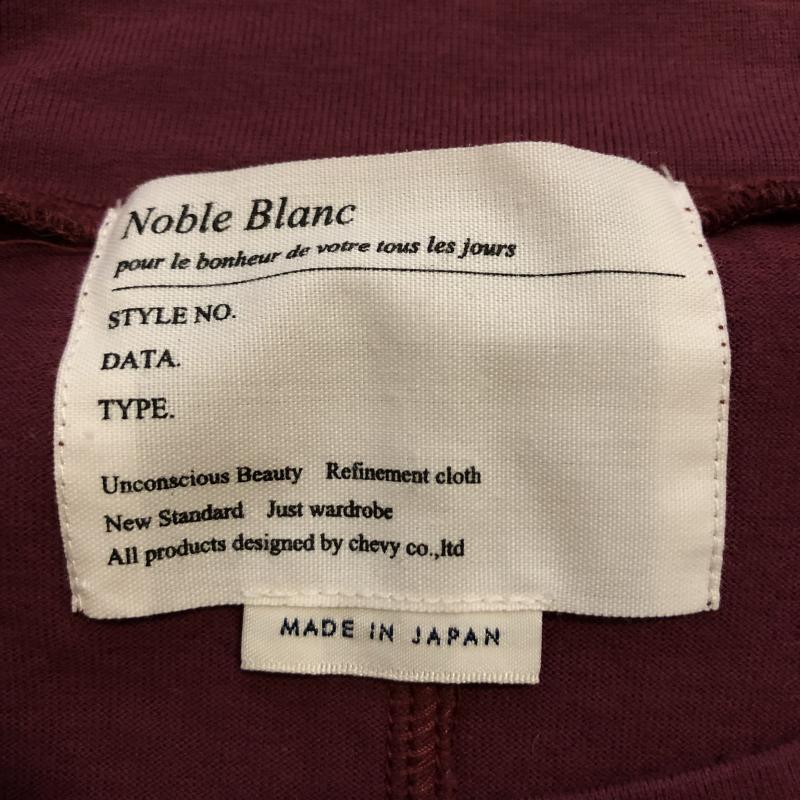 Noble Blanc
pour le bonheur de votre tous les jours
STYLE NO.
DATA.
TYPE.
Unconscious Beauty Refinement cloth
New Standard Just wardrobe
All products designed by chevy co.,ltd
MADE IN JAPAN